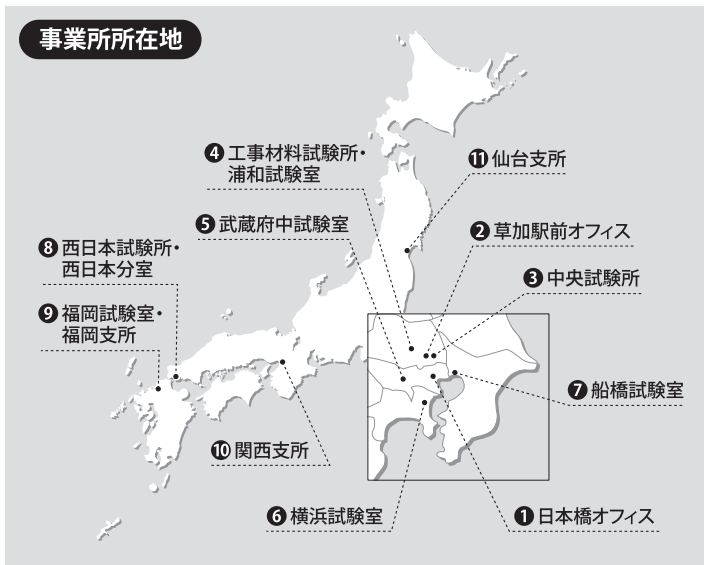 事業所所在地
❹ 工事材料試験所・
浦和試験室
⓫ 仙台支所
❺ 武蔵府中試験室
❷ 草加駅前オフィス
❽ 西日本試験所・
西日本分室
❸ 中央試験所
❾ 福岡試験室・
福岡支所
❼ 船橋試験室
❿ 関西支所
❻ 横浜試験室
❶ 日本橋オフィス